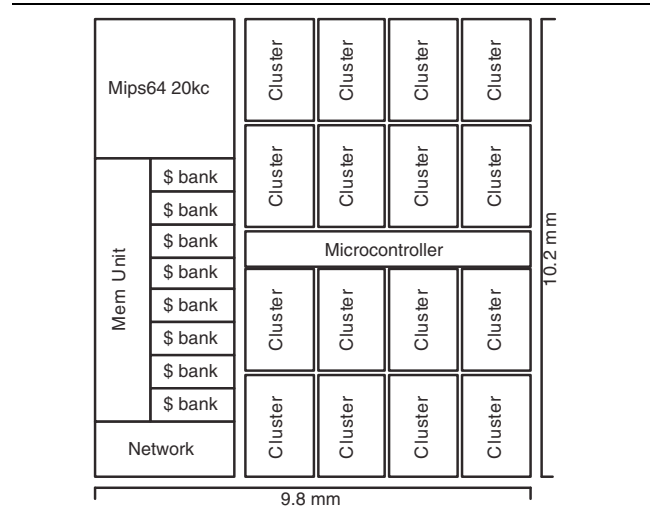 Mips64 20kc
Cluster
Cluster
Cluster
Cluster
Cluster
Cluster
Cluster
Cluster
Mem Unit
$ bank
$ bank
$ bank
$ bank
$ bank
$ bank
$ bank
$ bank
Microcontroller
Cluster
Cluster
Cluster
Cluster
Network
Cluster
Cluster
Cluster
Cluster
10.2 mm
9.8 mm